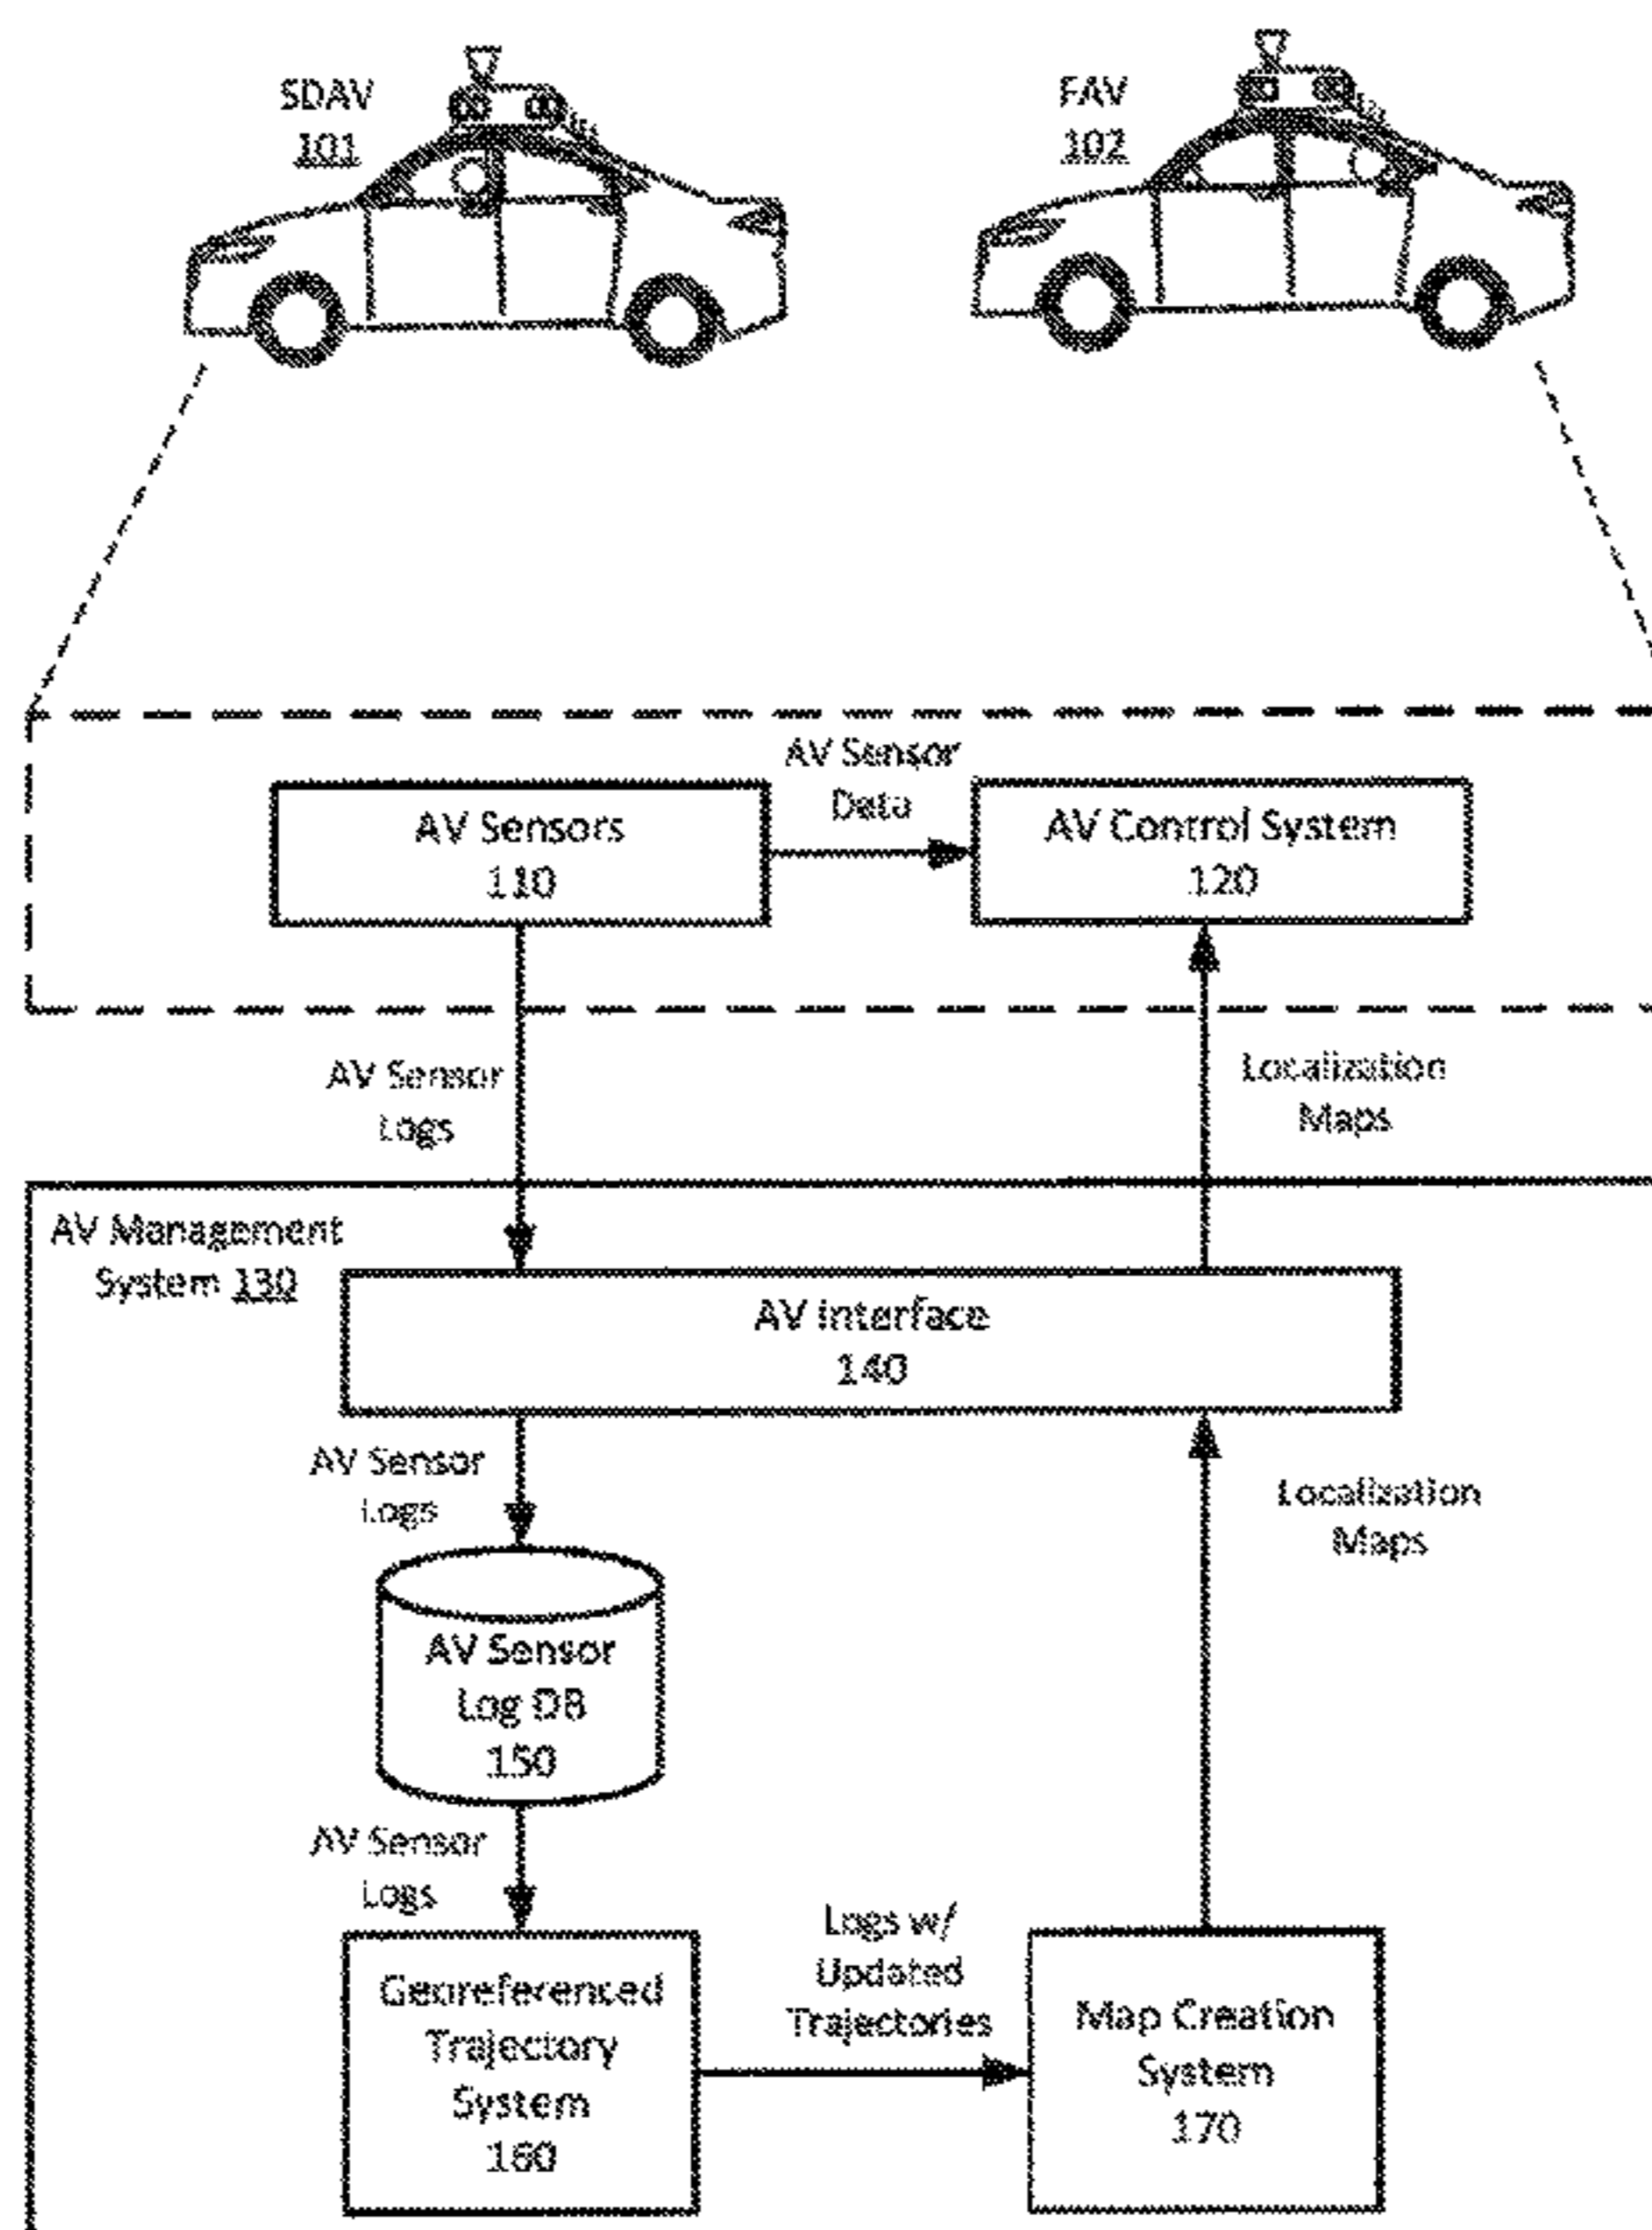 SDAV
101
FAV
102
AV Sensor
Data
AV Sensors
110
AV Control System
120
AV Sensor
Logs
Localization
Maps
AV Management
System 130
AV Interface
140
AV Sensor
Logs
Localization
Maps
AV Sensor
Log DB
150
AV Sensor
Logs
Logs w/
Updated
Trajectories
Georeferenced
Trajectory
System
160
Map Creation
System
170